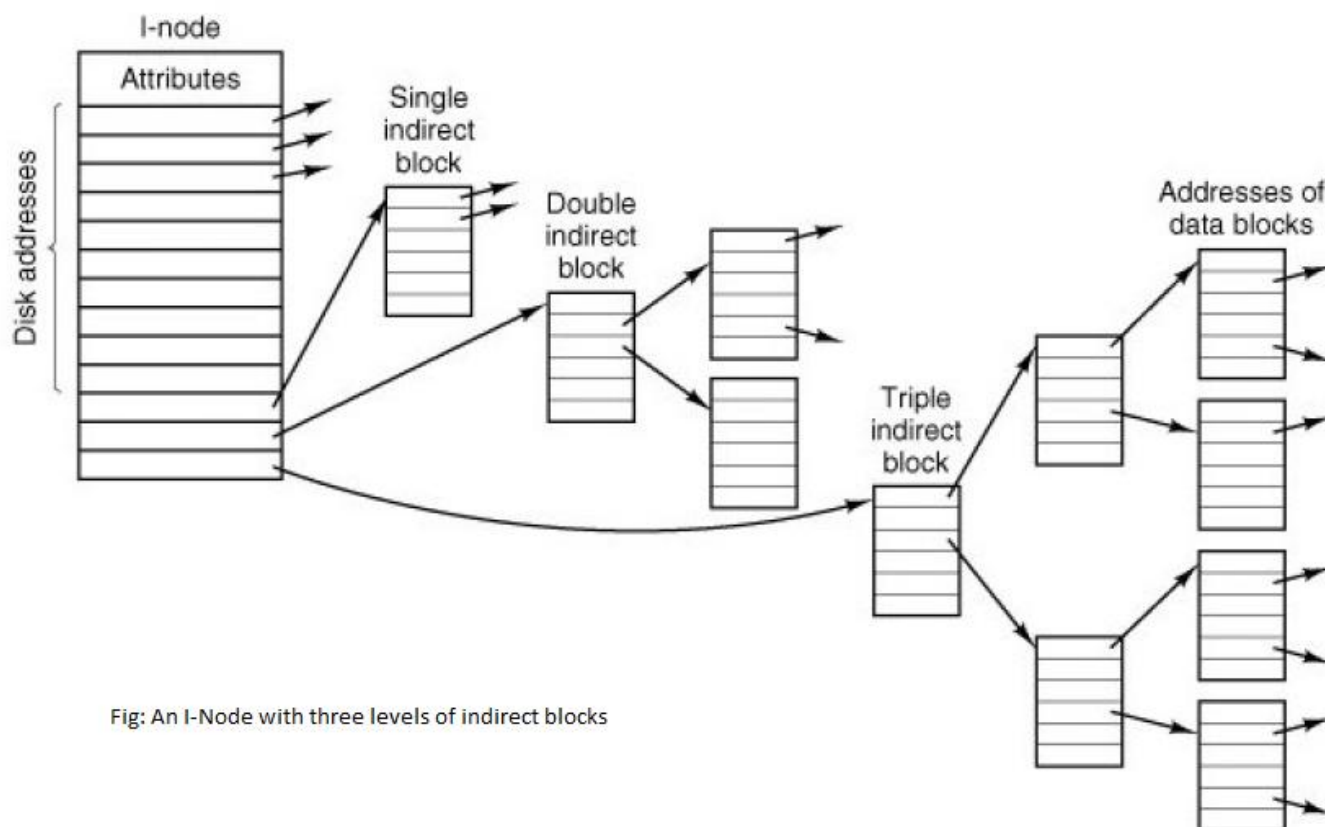 I-node
Attributes
Disk addresses
Single
indirect
block
Double
indirect
block
Triple
indirect
block
Addresses of
data blocks
Fig: An I-Node with three levels of indirect blocks